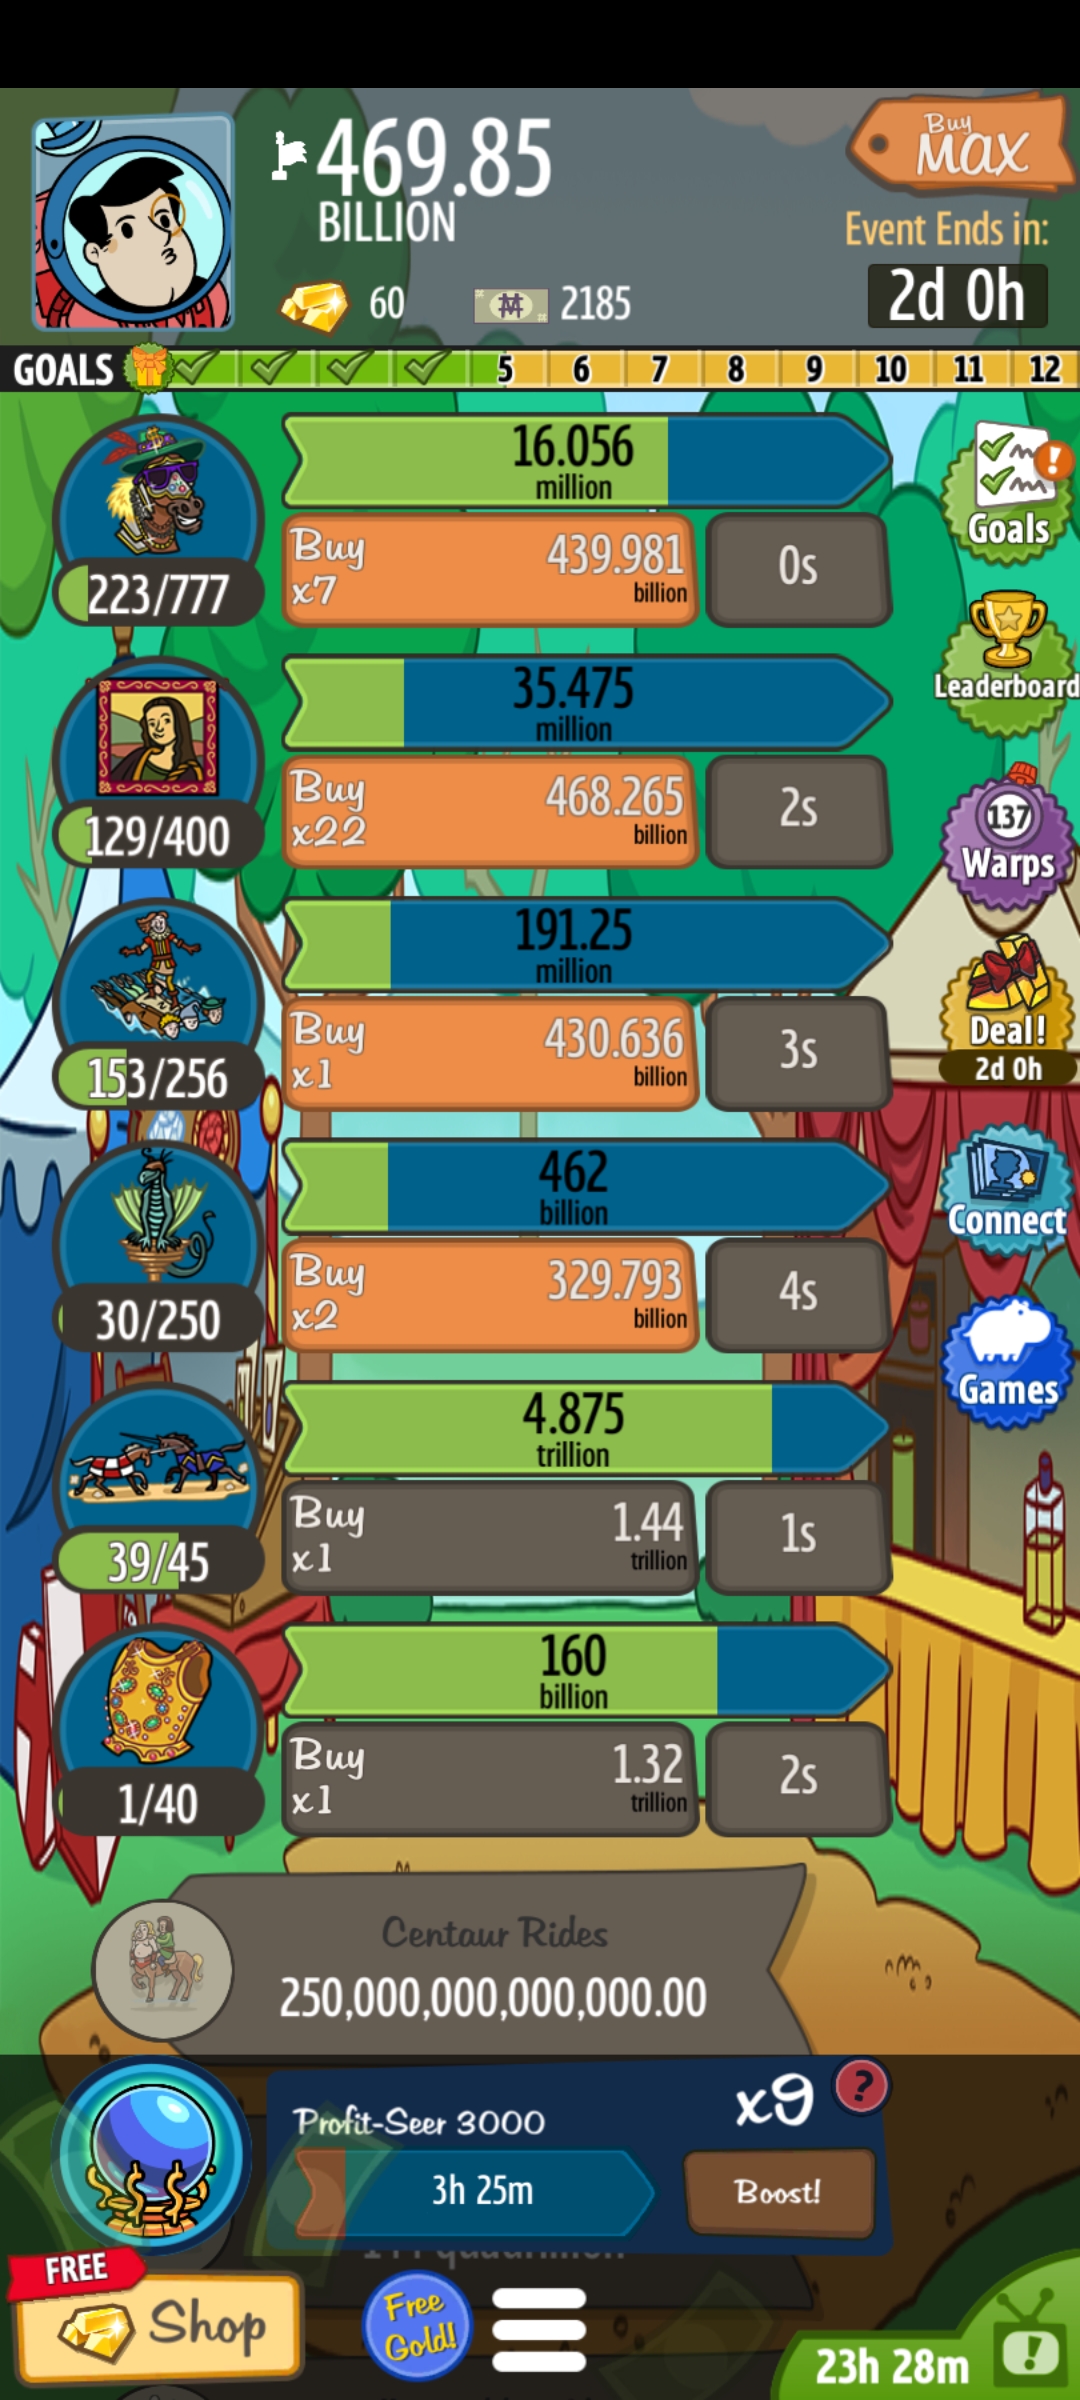 469.85
BILLION
Buy
MAX
Event Ends in:
2d 0h
60
2185
GOALS
5 6 7 8 9 10 11 12
16.056
million
Goals
Buy
x7
439.981
billion
0s
223/777
Leaderboard
35.475
million
Buy
x22
468.265
billion
2s
129/400
137
Warps
191.25
million
Buy
x1
430.636
billion
3s
153/256
Deal!
2d 0h
462
billion
Buy
x2
329.793
billion
4s
30/250
Connect
4.875
trillion
Games
Buy
x1
1.44
trillion
1s
39/45
160
billion
Buy
x1
1.32
trillion
2s
1/40
Centaur Rides
250,000,000,000,000.00
Profit-Seer 3000
x9
?
3h 25m
Boost!
FREE
Shop
Free
Gold!
23h 28m